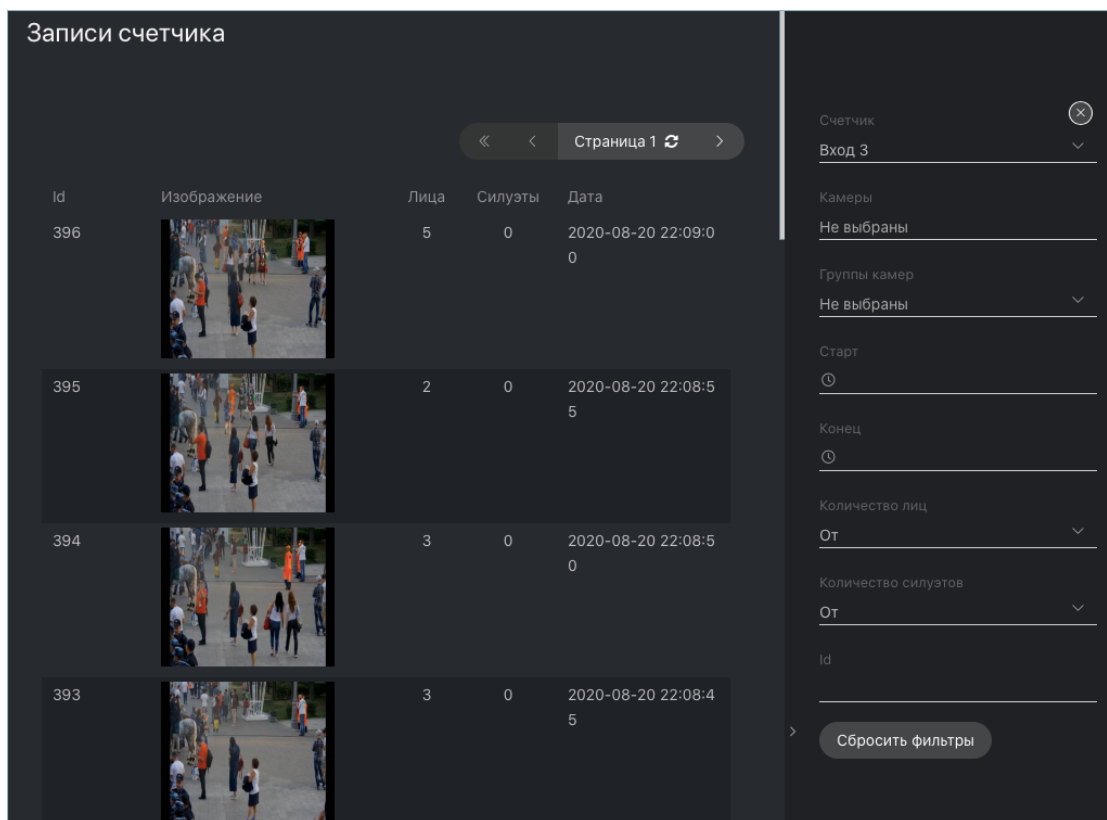 Записи счетчика
Страница 1
Id Изображение Лица Силуэты Дата
396 5 0 2020-08-20 22:09:0
0
395 2 0 2020-08-20 22:08:5
5
394 3 0 2020-08-20 22:08:5
0
393 3 0 2020-08-20 22:08:4
5
Счетчик
Вход 3
Камеры
Не выбраны
Группы камер
Не выбраны
Старт
Конец
Количество лиц
От
Количество силуэтов
От
Id
Сбросить фильтры